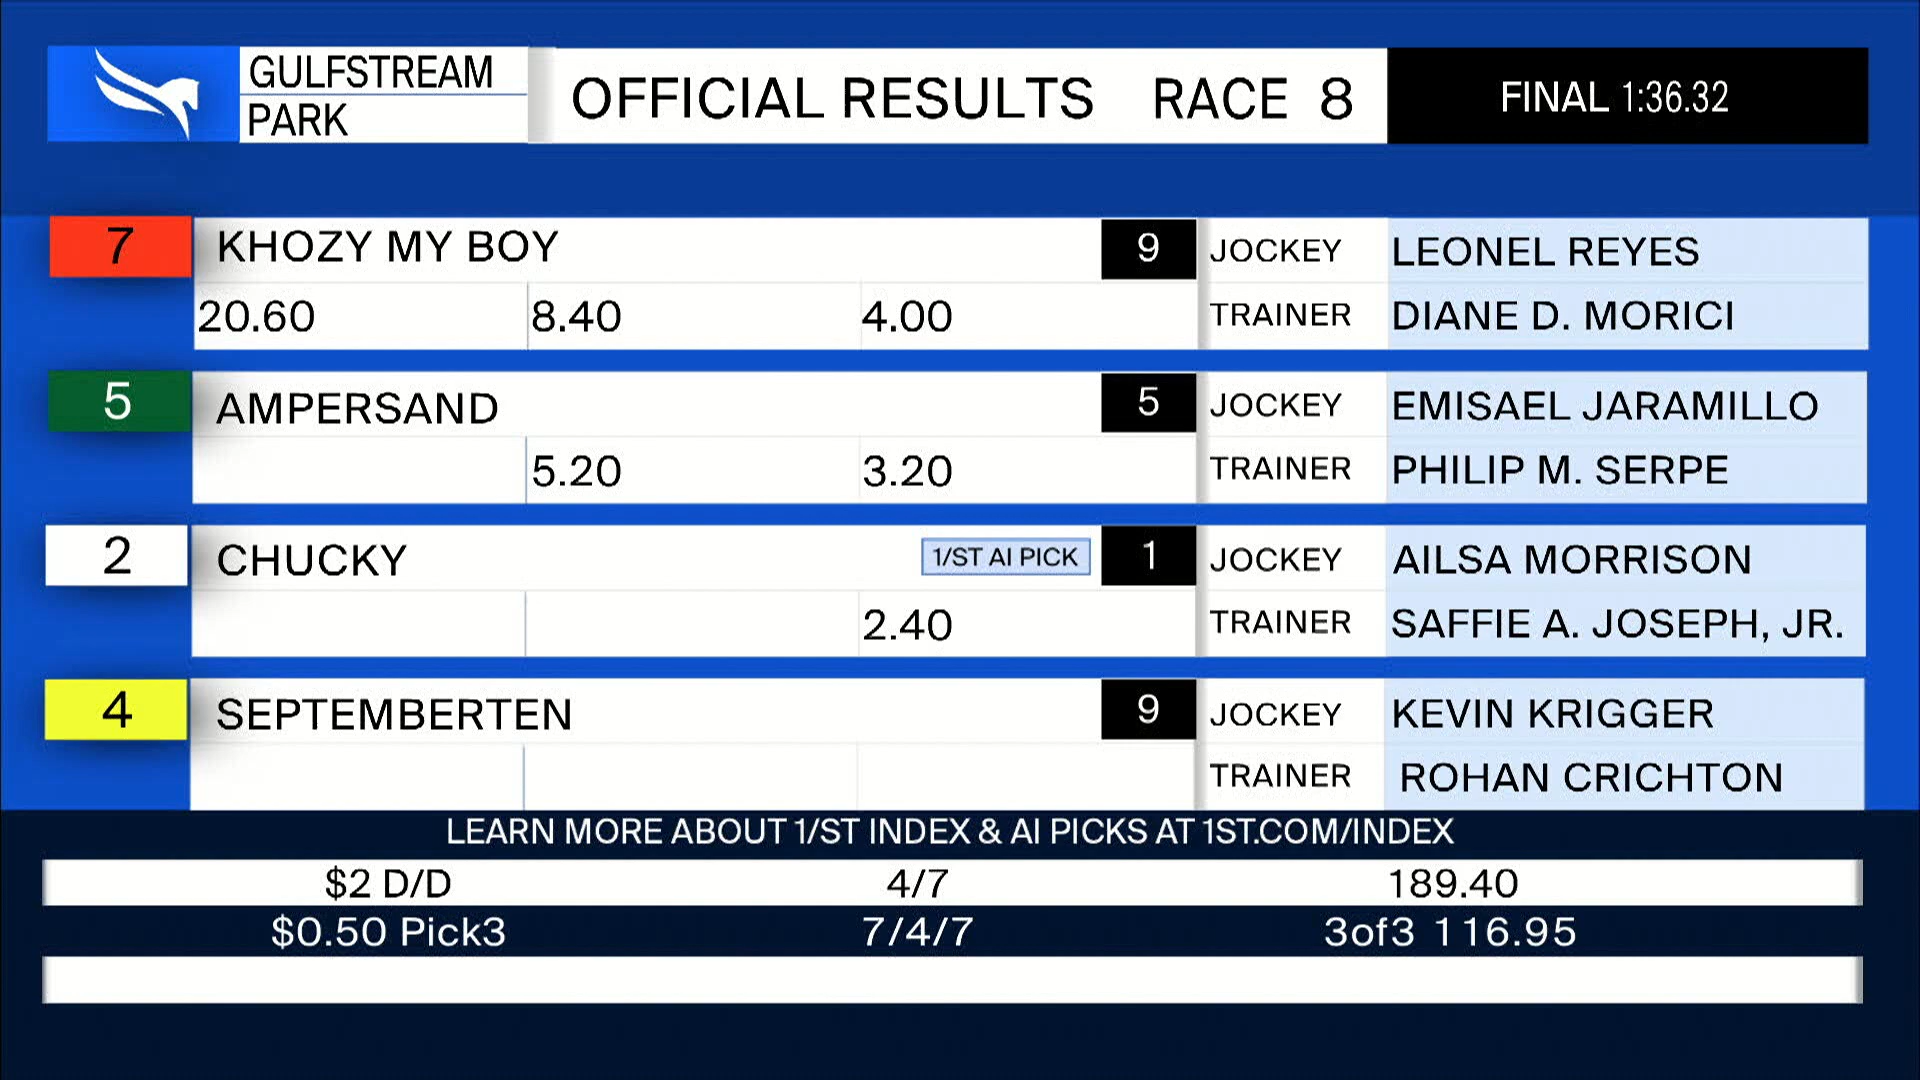 GULFSTREAM
PARK
OFFICIAL RESULTS RACE 8
FINAL 1:36.32
7 KHOZY MY BOY 9 JOCKEY LEONEL REYES
20.60 8.40 4.00 TRAINER DIANE D. MORICI
5 AMPERSAND 5 JOCKEY EMISAEL JARAMILLO
5.20 3.20 TRAINER PHILIP M. SERPE
2 CHUCKY 1/ST AI PICK 1 JOCKEY AILSA MORRISON
2.40 TRAINER SAFFIE A. JOSEPH, JR.
4 SEPTEMBERTEN 9 JOCKEY KEVIN KRIGGER
TRAINER ROHAN CRICHTON
LEARN MORE ABOUT 1/ST INDEX & AI PICKS AT 1ST.COM/INDEX
$2 D/D 4/7 189.40
$0.50 Pick3 7/4/7 3of3 116.95